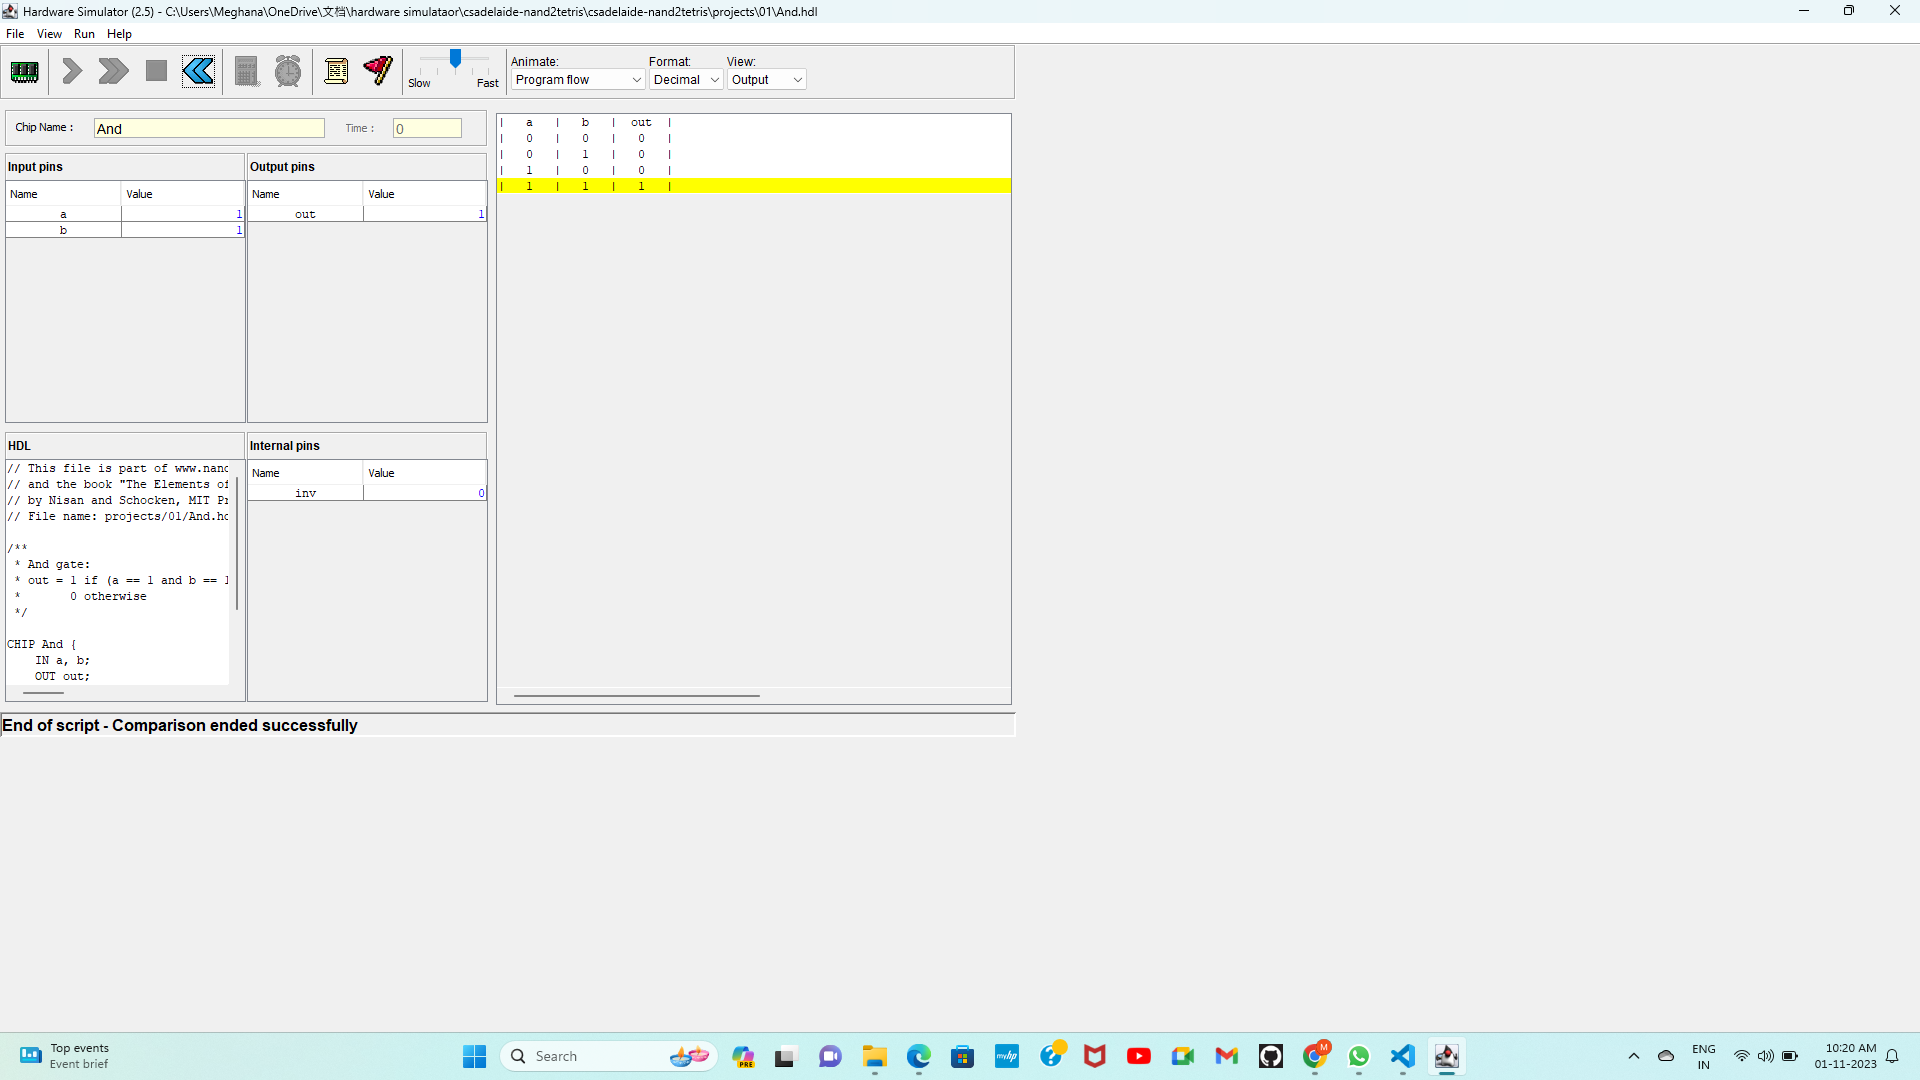 Hardware Simulator (2.5) - C:\Users\Meghana\OneDrive\文档\hardware simulataor\csadelaide-nand2tetris\csadelaide-nand2tetris\projects\01\And.hdl
File View Run Help
Slow Fast
Animate: Format: View:
Program flow Decimal Output
Chip Name : And Time : 0
Input pins
Name Value
a 1
b 1
Output pins
Name Value
out 1
| a | b | out |
| 0 | 0 | 0 |
| 0 | 1 | 0 |
| 1 | 0 | 0 |
| 1 | 1 | 1 |
HDL
// This file is part of www.nand
// and the book "The Elements of
// by Nisan and Schocken, MIT Pr
// File name: projects/01/And.hd
/**
* And gate:
* out = 1 if (a == 1 and b == 1
* 0 otherwise
*/
CHIP And {
IN a, b;
OUT out;
Internal pins
Name Value
inv 0
End of script - Comparison ended successfully
Top events
Event brief
Search
PRE
myhp
M
ENG
IN
10:20 AM
01-11-2023